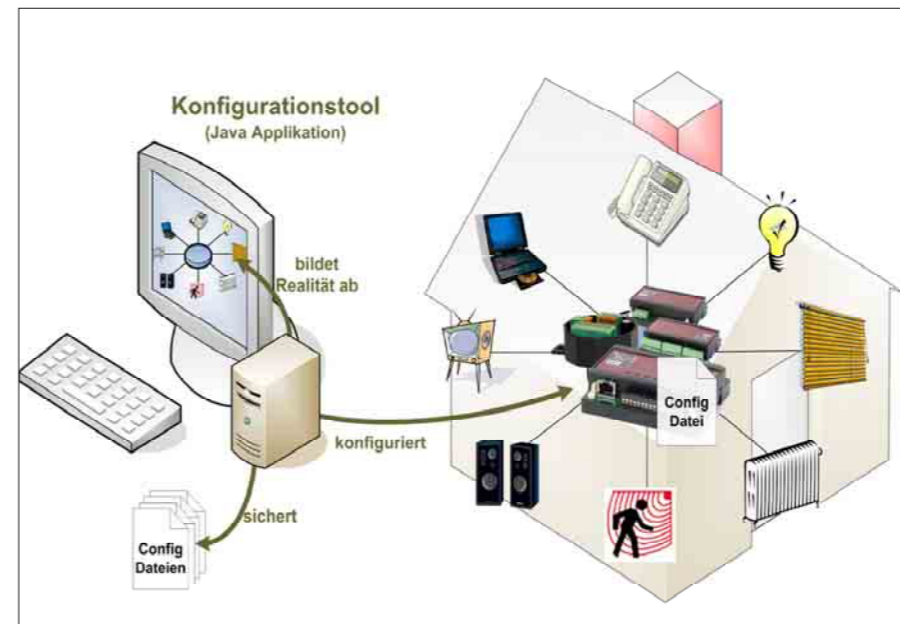 Konfigurationstool
(Java Applikation)
bildet
Realität ab
konfiguriert
Config
Datei
sichert
Config
Dateien